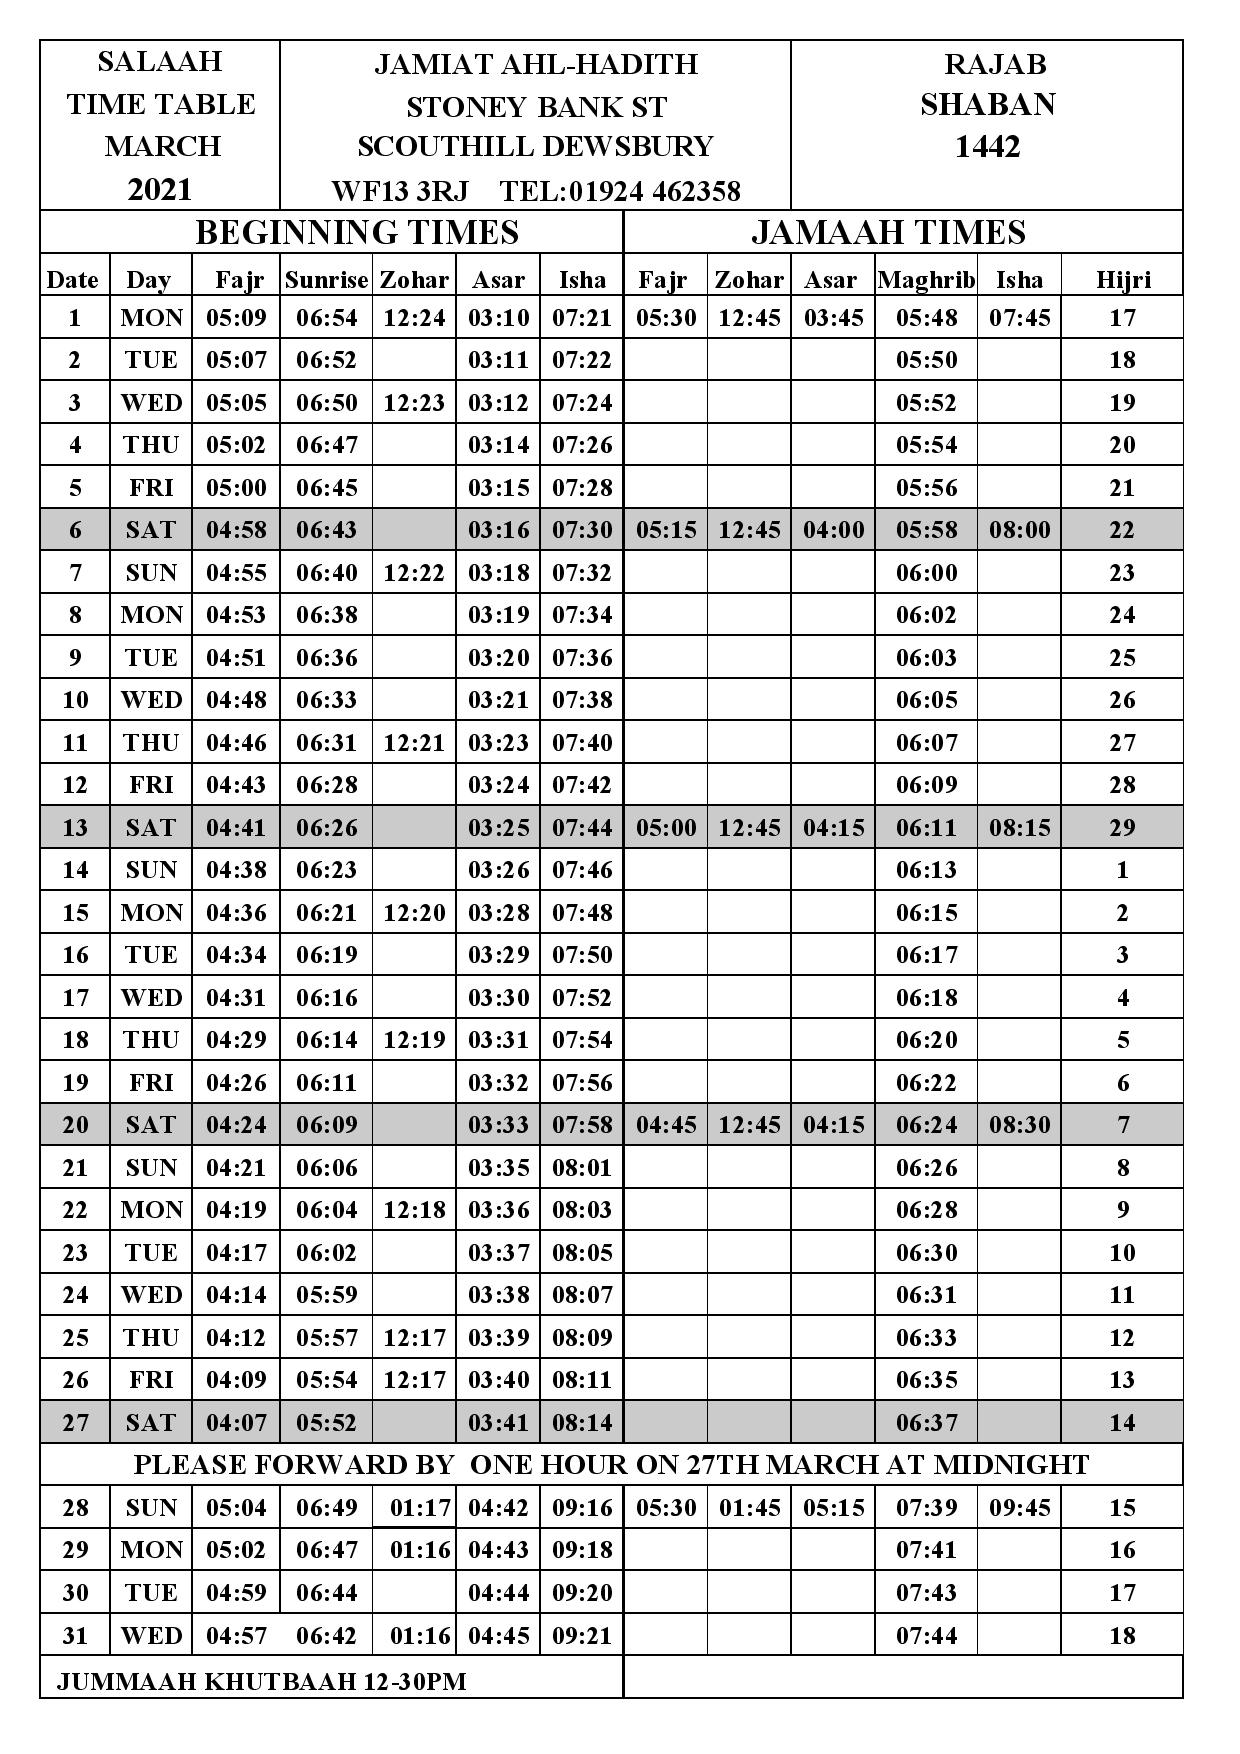 SALAAH
TIME TABLE
MARCH
2021
JAMIAT AHL-HADITH
STONEY BANK ST
SCOUTHILL DEWSBURY
WF13 3RJ TEL:01924 462358
RAJAB
SHABAN
1442
BEGINNING TIMES JAMAAH TIMES
Date Day Fajr Sunrise Zohar Asar Isha Fajr Zohar Asar Maghrib Isha Hijri
1 MON 05:09 06:54 12:24 03:10 07:21 05:30 12:45 03:45 05:48 07:45 17
2 TUE 05:07 06:52 03:11 07:22 05:50 18
3 WED 05:05 06:50 12:23 03:12 07:24 05:52 19
4 THU 05:02 06:47 03:14 07:26 05:54 20
5 FRI 05:00 06:45 03:15 07:28 05:56 21
6 SAT 04:58 06:43 03:16 07:30 05:15 12:45 04:00 05:58 08:00 22
7 SUN 04:55 06:40 12:22 03:18 07:32 06:00 23
8 MON 04:53 06:38 03:19 07:34 06:02 24
9 TUE 04:51 06:36 03:20 07:36 06:03 25
10 WED 04:48 06:33 03:21 07:38 06:05 26
11 THU 04:46 06:31 12:21 03:23 07:40 06:07 27
12 FRI 04:43 06:28 03:24 07:42 06:09 28
13 SAT 04:41 06:26 03:25 07:44 05:00 12:45 04:15 06:11 08:15 29
14 SUN 04:38 06:23 03:26 07:46 06:13 1
15 MON 04:36 06:21 12:20 03:28 07:48 06:15 2
16 TUE 04:34 06:19 03:29 07:50 06:17 3
17 WED 04:31 06:16 03:30 07:52 06:18 4
18 THU 04:29 06:14 12:19 03:31 07:54 06:20 5
19 FRI 04:26 06:11 03:32 07:56 06:22 6
20 SAT 04:24 06:09 03:33 07:58 04:45 12:45 04:15 06:24 08:30 7
21 SUN 04:21 06:06 03:35 08:01 06:26 8
22 MON 04:19 06:04 12:18 03:36 08:03 06:28 9
23 TUE 04:17 06:02 03:37 08:05 06:30 10
24 WED 04:14 05:59 03:38 08:07 06:31 11
25 THU 04:12 05:57 12:17 03:39 08:09 06:33 12
26 FRI 04:09 05:54 12:17 03:40 08:11 06:35 13
27 SAT 04:07 05:52 03:41 08:14 06:37 14
PLEASE FORWARD BY ONE HOUR ON 27TH MARCH AT MIDNIGHT
28 SUN 05:04 06:49 01:17 04:42 09:16 05:30 01:45 05:15 07:39 09:45 15
29 MON 05:02 06:47 01:16 04:43 09:18 07:41 16
30 TUE 04:59 06:44 04:44 09:20 07:43 17
31 WED 04:57 06:42 01:16 04:45 09:21 07:44 18
JUMMAAH KHUTBAAH 12-30PM